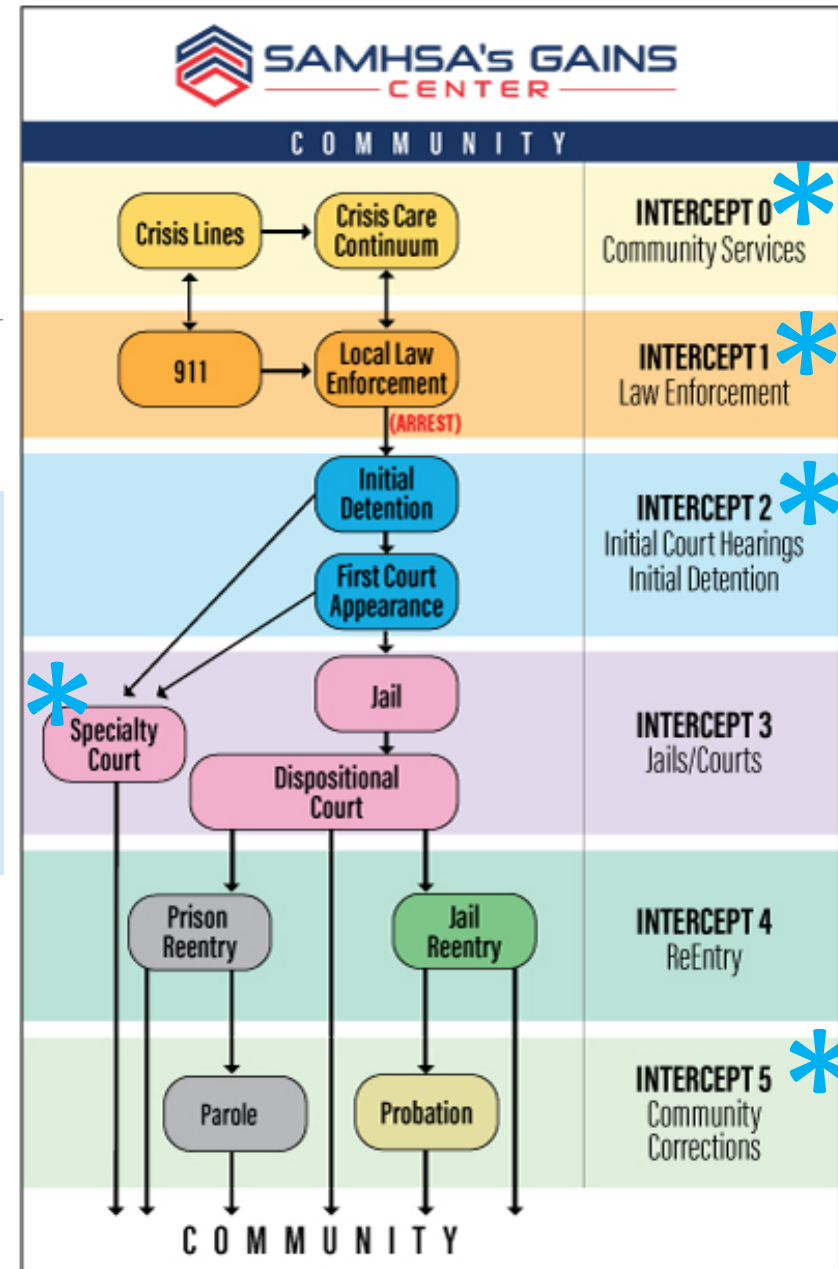 SAMHSA's GAINS
CENTER
COMMUNITY
Crisis Lines
Crisis Care
Continuum
INTERCEPT 0
Community Services
911
Local Law
Enforcement
(ARREST)
INTERCEPT 1
Law Enforcement
Initial
Detention
First Court
Appearance
INTERCEPT 2
Initial Court Hearings
Initial Detention
Specialty
Court
Jail
Dispositional
Court
INTERCEPT 3
Jails/Courts
Prison
Reentry
Jail
Reentry
INTERCEPT 4
ReEntry
Parole
Probation
INTERCEPT 5
Community
Corrections
COMMUNITY